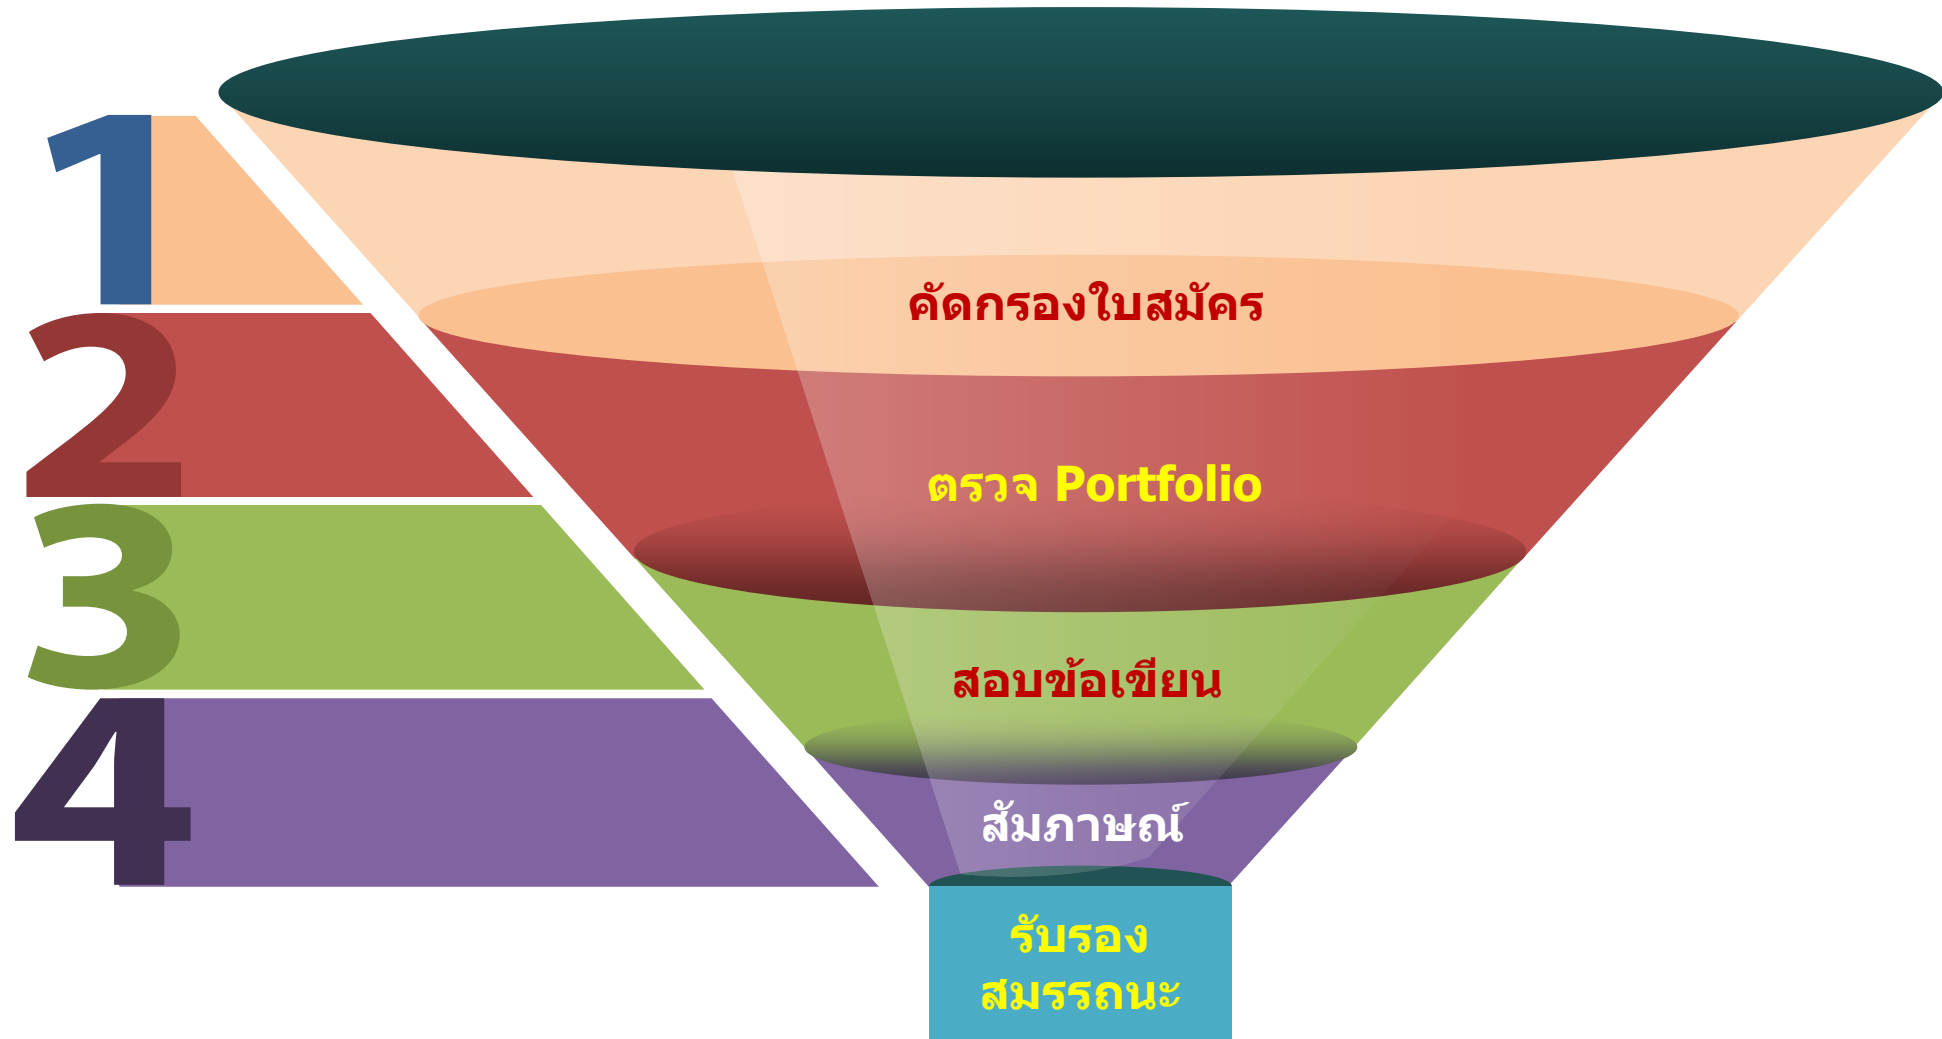 1
คัดกรองใบสมัคร
2
ตรวจ Portfolio
3
สอบข้อเขียน
4
สัมภาษณ์
รับรอง
สมรรถนะ